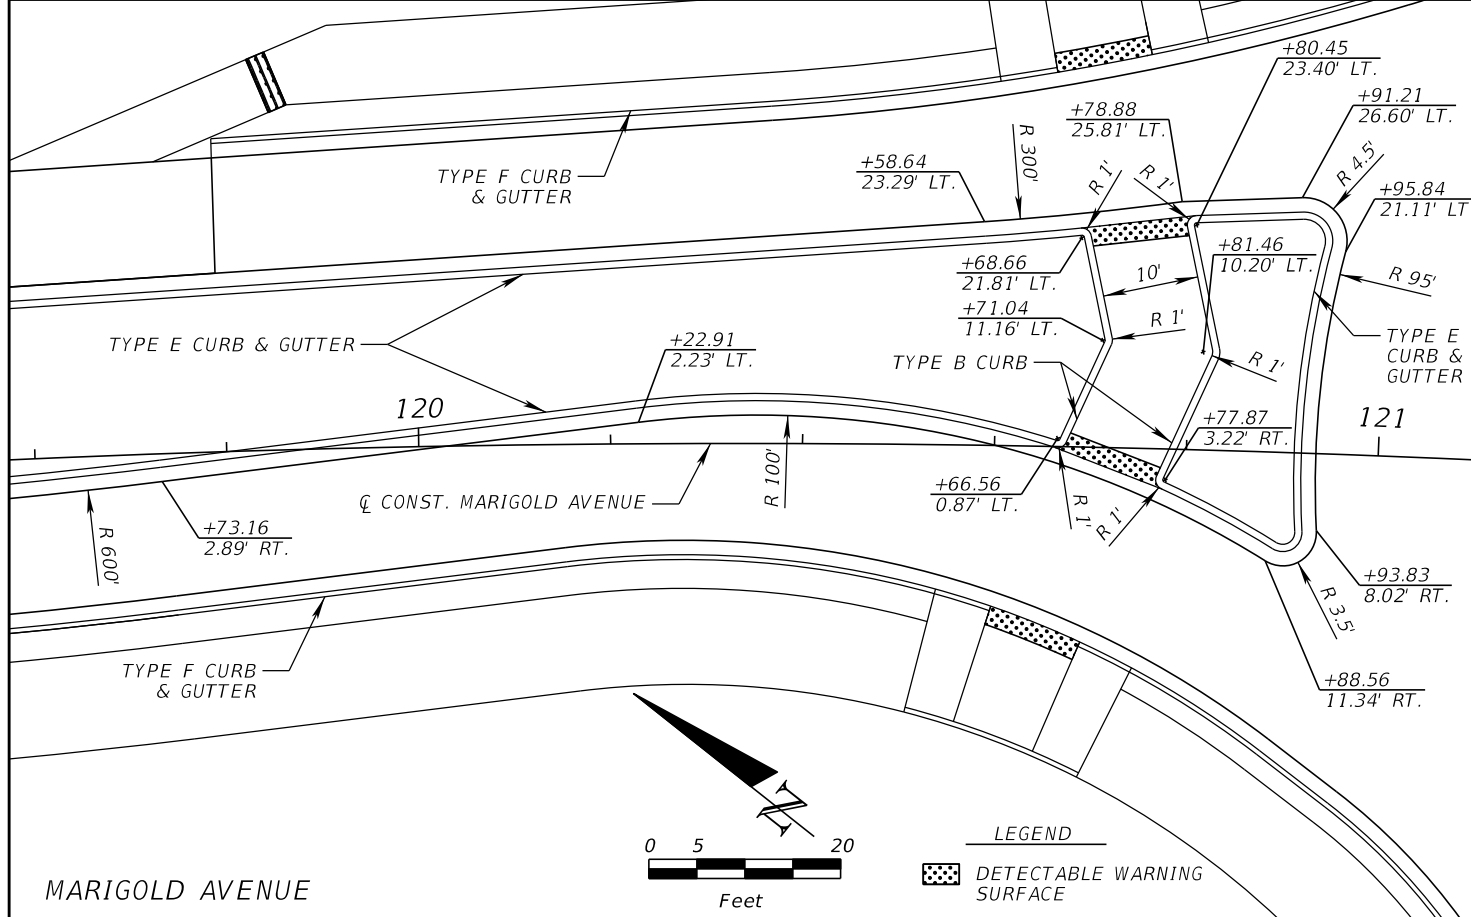 +80.45
23.40' LT.
+91.21
26.60' LT.
+78.88
25.81' LT.
R 300'
R 1'
R 1'
R 4.5'
+58.64
23.29' LT.
TYPE F CURB
& GUTTER
+95.84
21.11' LT
+68.66
21.81' LT.
10'
+81.46
10.20' LT.
R 95'
+71.04
11.16' LT.
R 1'
TYPE E CURB & GUTTER
+22.91
2.23' LT.
TYPE B CURB
R 1'
TYPE E
CURB &
GUTTER
120
121
+77.87
3.22' RT.
R 100'
℄ CONST. MARIGOLD AVENUE
+66.56
0.87' LT.
R 1'
R 1'
+73.16
2.89' RT.
R 600'
+93.83
8.02' RT.
R 3.5'
TYPE F CURB
& GUTTER
+88.56
11.34' RT.
N
0 5 20
Feet
LEGEND
DETECTABLE WARNING
SURFACE
MARIGOLD AVENUE